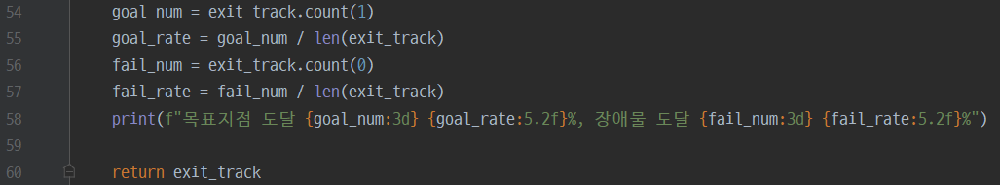 54 goal_num = exit_track.count(1)
55 goal_rate = goal_num / len(exit_track)
56 fail_num = exit_track.count(0)
57 fail_rate = fail_num / len(exit_track)
58 print(f"목표지점 도달 {goal_num:3d} {goal_rate:5.2f}%, 장애물 도달 {fail_num:3d} {fail_rate:5.2f}%")
59
60 return exit_track